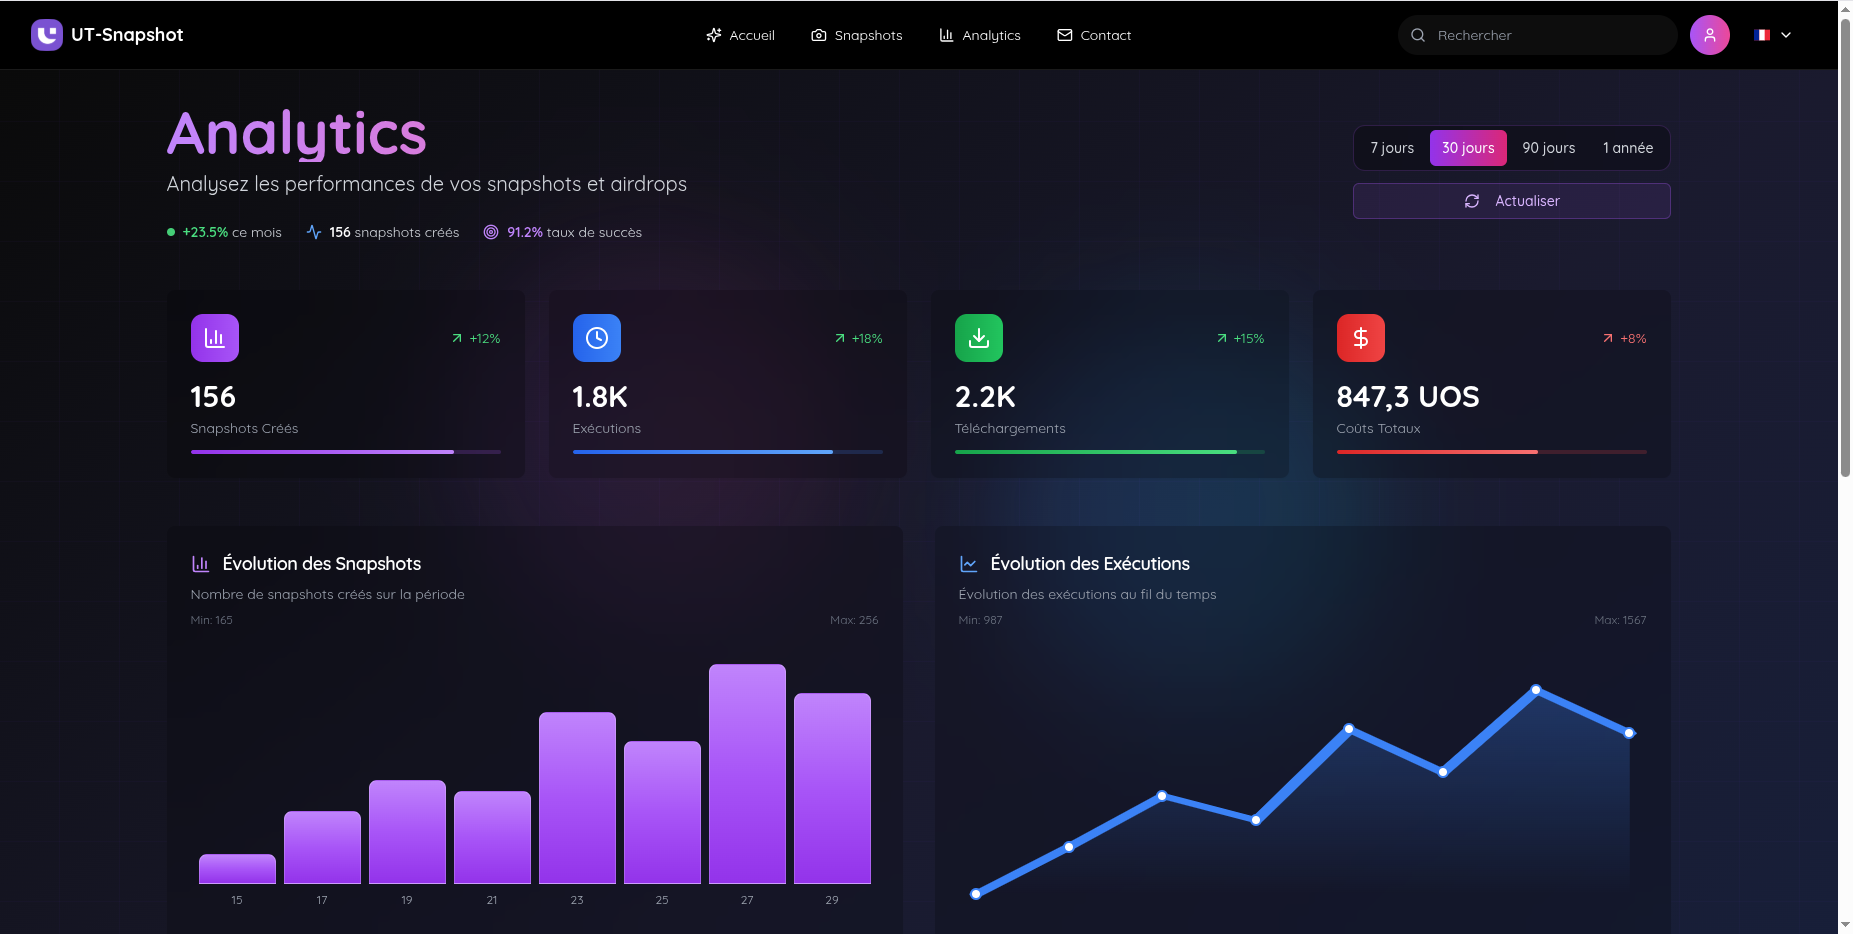 UT-Snapshot
Accueil
Snapshots
Analytics
Contact
Rechercher
Analytics
Analysez les performances de vos snapshots et airdrops
+23.5% ce mois
156 snapshots créés
91.2% taux de succès
7 jours
30 jours
90 jours
1 année
Actualiser
+12%
156
Snapshots Créés
+18%
1.8K
Exécutions
+15%
2.2K
Téléchargements
+8%
847,3 UOS
Coûts Totaux
Évolution des Snapshots
Nombre de snapshots créés sur la période
Min: 165
Max: 256
15
17
19
21
23
25
27
29
Évolution des Exécutions
Évolution des exécutions au fil du temps
Min: 987
Max: 1567